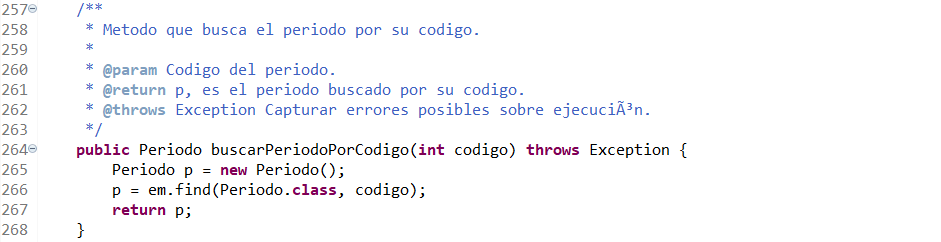 257 /**
258 * Metodo que busca el periodo por su codigo.
259 *
260 * @param Codigo del periodo.
261 * @return p, es el periodo buscado por su codigo.
262 * @throws Exception Capturar errores posibles sobre ejecuciÃ³n.
263 */
264 public Periodo buscarPeriodoPorCodigo(int codigo) throws Exception {
265 Periodo p = new Periodo();
266 p = em.find(Periodo.class, codigo);
267 return p;
268 }